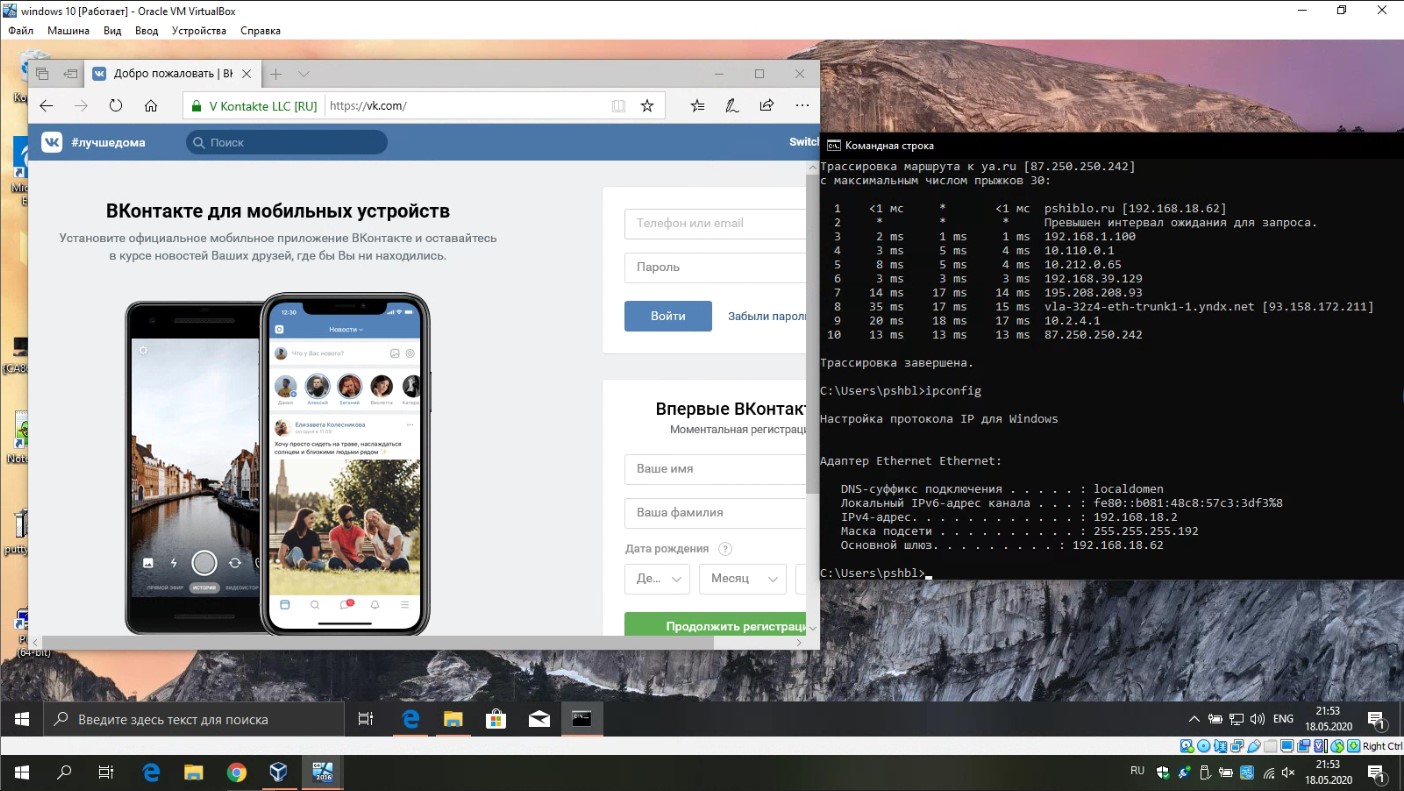 windows 10 [Работает] - Oracle VM VirtualBox
Файл Машина Вид Ввод Устройства Справка
Добро пожаловать | ВК
V Kontakte LLC [RU] https://vk.com/
#лучшедома Поиск Switch
ВКонтакте для мобильных устройств
Установите официальное мобильное приложение ВКонтакте и оставайтесь
в курсе новостей Ваших друзей, где бы Вы ни находились.
Телефон или email
Пароль
Войти Забыли парол
12:30
Новости
Что у Вас нового?
Елизавета Колесникова
сегодня в 17:00
Хочу просто сидеть на траве, наслаждаться
солнцем и близкими людьми рядом
ПРЯМОЙ ЭФИР ИСТОРИЯ ВИДЕОИСТОР
Впервые ВКонтак
Моментальная регистраци
Ваше имя
Ваша фамилия
Дата рождения ?
Де... Месяц
Продолжить регистраци
Командная строка
Трассировка маршрута к ya.ru [87.250.250.242]
с максимальным числом прыжков 30:
1 <1 мс * <1 мс pshiblo.ru [192.168.18.62]
2 * * * Превышен интервал ожидания для запроса.
3 2 ms 1 ms 1 ms 192.168.1.100
4 3 ms 5 ms 4 ms 10.110.0.1
5 8 ms 5 ms 4 ms 10.212.0.65
6 3 ms 3 ms 3 ms 192.168.39.129
7 14 ms 17 ms 14 ms 195.208.208.93
8 35 ms 17 ms 15 ms vla-32z4-eth-trunk1-1.yndx.net [93.158.172.211]
9 20 ms 18 ms 17 ms 10.2.4.1
10 13 ms 13 ms 13 ms 87.250.250.242
Трассировка завершена.
C:\Users\pshbl>ipconfig
Настройка протокола IP для Windows
Адаптер Ethernet Ethernet:
DNS-суффикс подключения . . . . . : localdomen
Локальный IPv6-адрес канала . . . : fe80::b081:48c8:57c3:3df3%8
IPv4-адрес. . . . . . . . . . . . : 192.168.18.2
Маска подсети . . . . . . . . . . : 255.255.255.192
Основной шлюз. . . . . . . . . : 192.168.18.62
C:\Users\pshbl>
(64-bit)
Введите здесь текст для поиска
ENG 21:53
18.05.2020
Right Ctrl
RU 21:53
18.05.2020